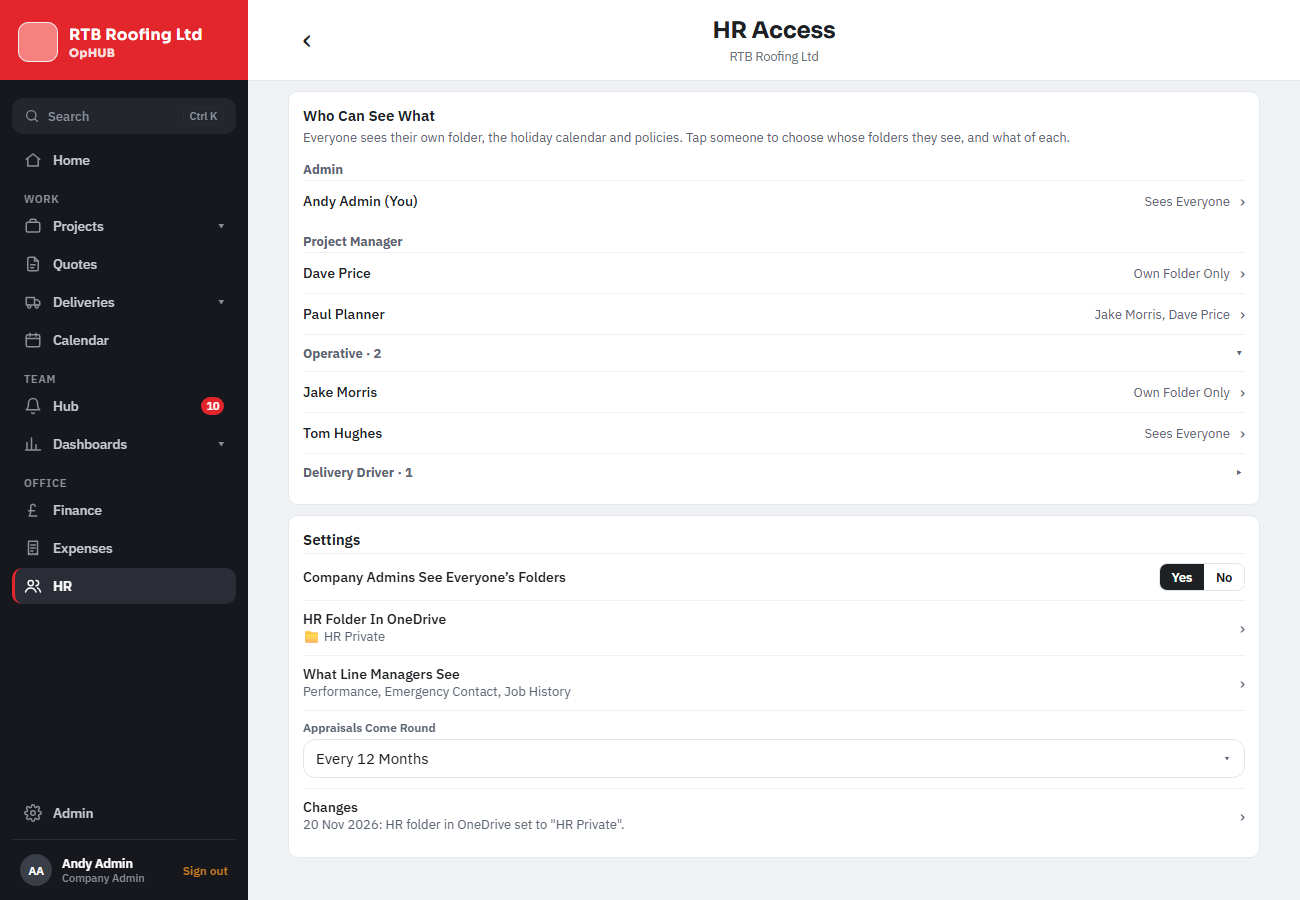 RTB Roofing Ltd
OpHUB
Search
Ctrl K
Home
WORK
Projects
Quotes
Deliveries
Calendar
TEAM
Hub
10
Dashboards
OFFICE
Finance
Expenses
HR
Admin
AA
Andy Admin
Company Admin
Sign out
HR Access
RTB Roofing Ltd
Who Can See What
Everyone sees their own folder, the holiday calendar and policies. Tap someone to choose whose folders they see, and what of each.
Admin
Andy Admin (You)
Sees Everyone
Project Manager
Dave Price
Own Folder Only
Paul Planner
Jake Morris, Dave Price
Operative · 2
Jake Morris
Own Folder Only
Tom Hughes
Sees Everyone
Delivery Driver · 1
Settings
Company Admins See Everyone’s Folders
Yes
No
HR Folder In OneDrive
HR Private
What Line Managers See
Performance, Emergency Contact, Job History
Appraisals Come Round
Every 12 Months
Changes
20 Nov 2026: HR folder in OneDrive set to "HR Private".